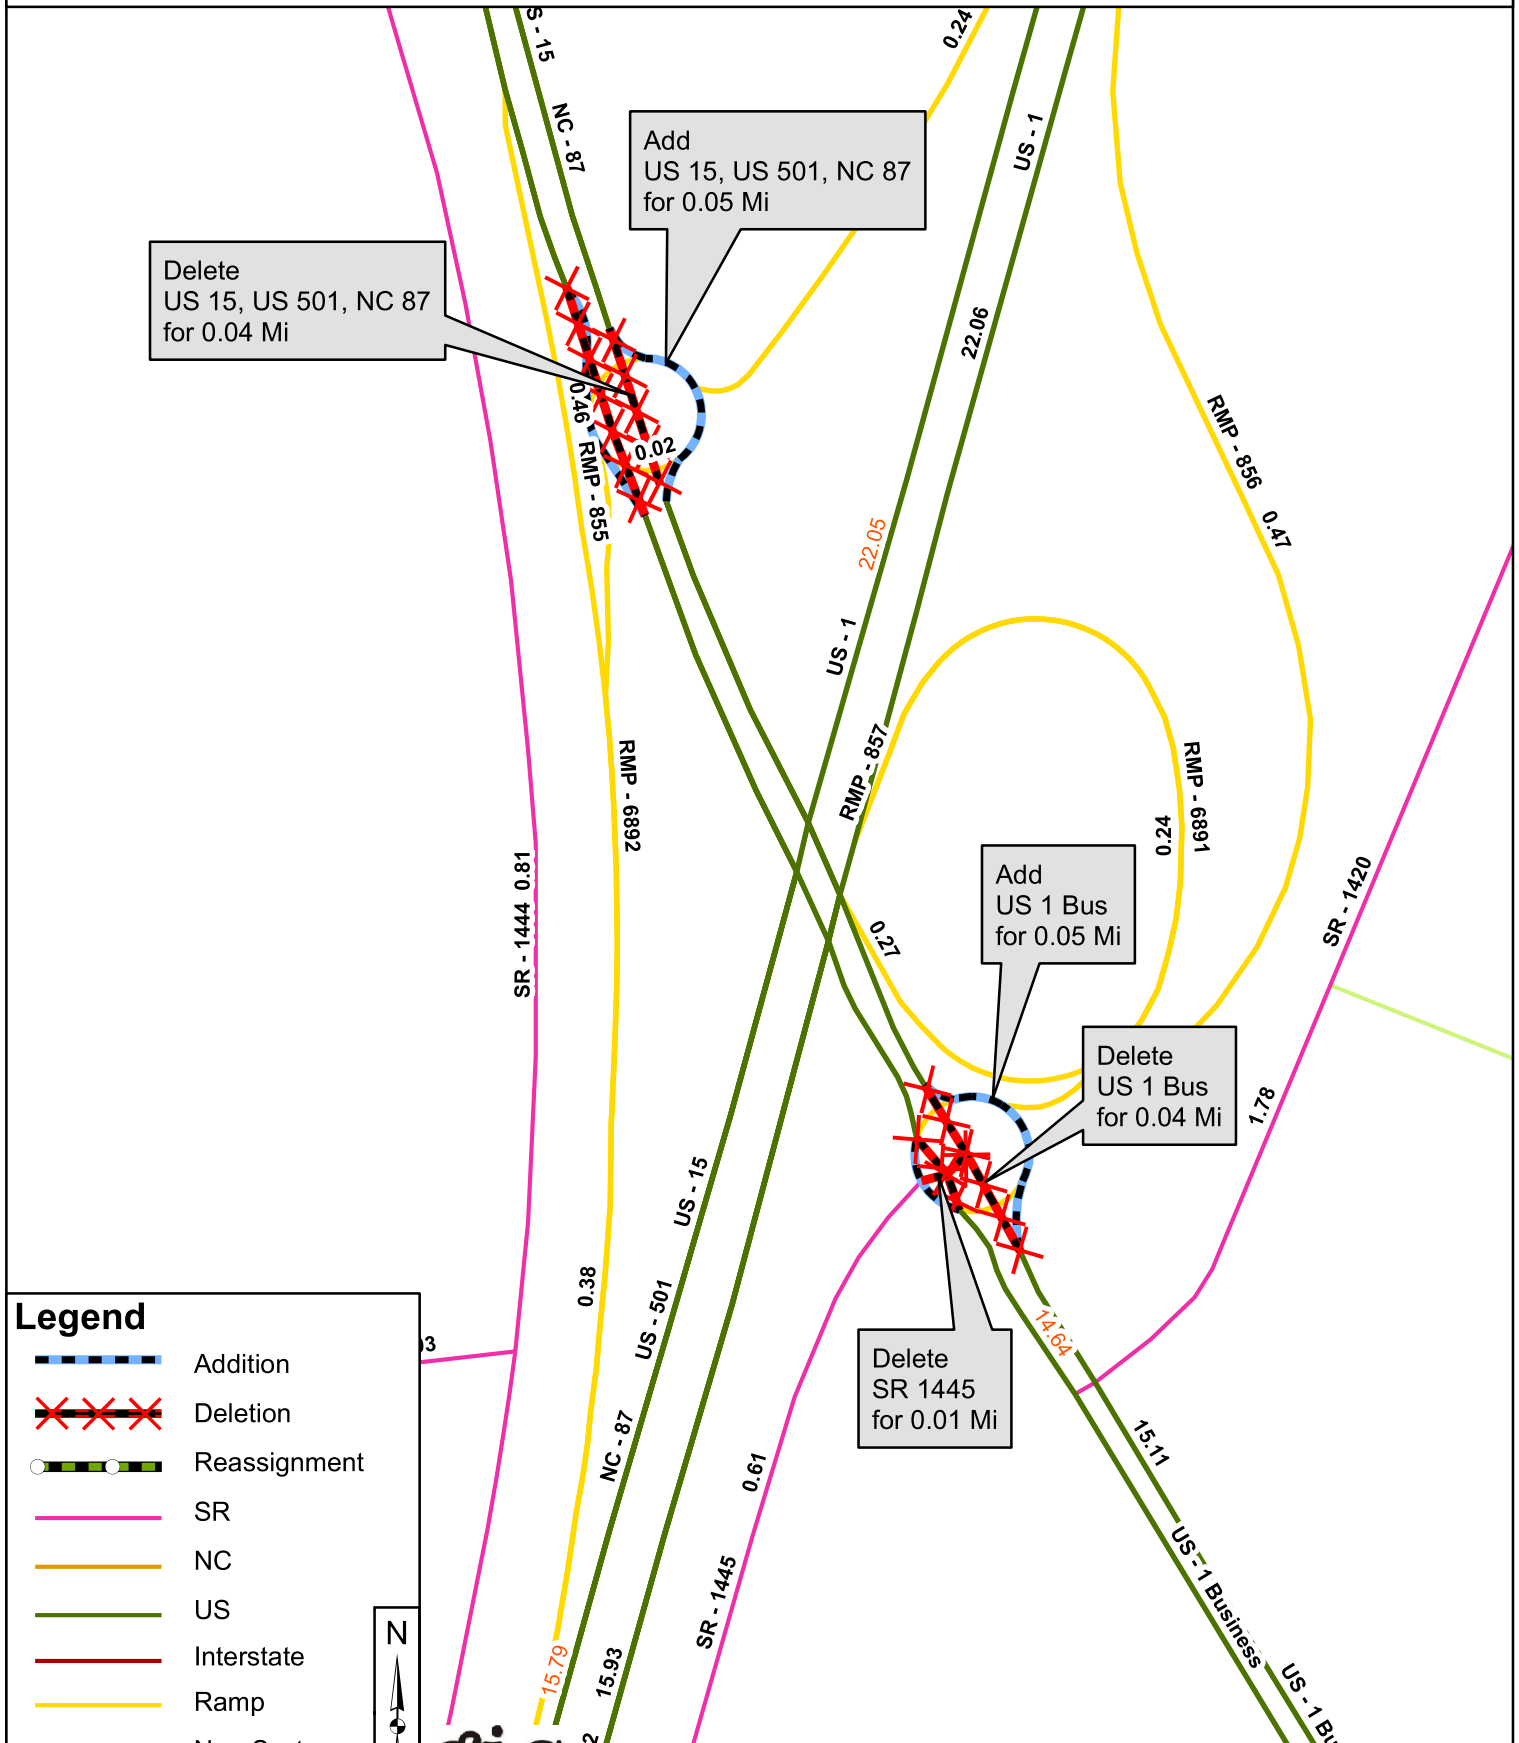 S - 15
NC - 87
0.24
US - 1
Add
US 15, US 501, NC 87
for 0.05 Mi
Delete
US 15, US 501, NC 87
for 0.04 Mi
22.06
0.46
RMP - 855
0.02
RMP - 856
0.47
22.05
US - 1
RMP - 857
RMP - 6892
RMP - 6891
0.24
SR - 1444 0.81
Add
US 1 Bus
for 0.05 Mi
SR - 1420
0.27
Delete
US 1 Bus
for 0.04 Mi
1.78
US - 15
0.38
US - 501
14.64
Delete
SR 1445
for 0.01 Mi
NC - 87
0.61
15.11
SR - 1445
15.79
15.93
US - 1 Business
US - 1 Bu
Legend
Addition
Deletion
Reassignment
SR
NC
US
Interstate
Ramp
N